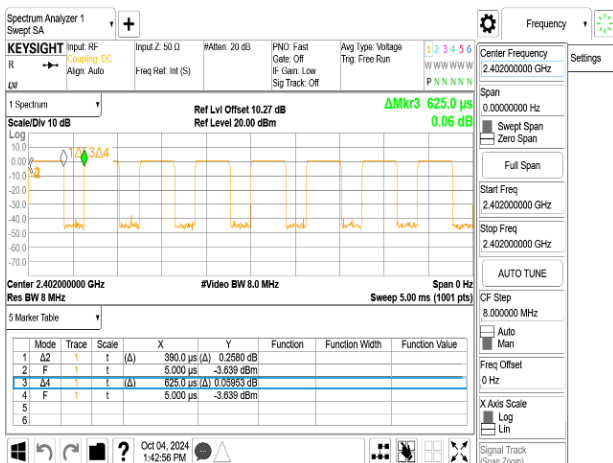 Spectrum Analyzer 1
Swept SA
+
Frequency
KEYSIGHT
R
Input: RF
Coupling: DC
Align: Auto
Input Z: 50 Ω
Freq Ref: Int (S)
#Atten: 20 dB
PNO: Fast
Gate: Off
IF Gain: Low
Sig Track: Off
Avg Type: Voltage
Trig: Free Run
1 2 3 4 5 6
W W W W W W
P N N N N N
Settings
Center Frequency
2.402000000 GHz
Span
0.00000000 Hz
Swept Span
Zero Span
Full Span
Start Freq
2.402000000 GHz
Stop Freq
2.402000000 GHz
AUTO TUNE
CF Step
8.000000 MHz
Auto
Man
Freq Offset
0 Hz
X Axis Scale
Log
Lin
Signal Track
(Span Zoom)
1 Spectrum
Scale/Div 10 dB
Ref Lvl Offset 10.27 dB
Ref Level 20.00 dBm
ΔMkr3 625.0 µs
0.06 dB
Log
10.0
0.00
-10.0
-20.0
-30.0
-40.0
-50.0
-60.0
-70.0
3Δ4
Center 2.402000000 GHz
Res BW 8 MHz
#Video BW 8.0 MHz
Span 0 Hz
Sweep 5.00 ms (1001 pts)
5 Marker Table
Mode Trace Scale X Y Function Function Width Function Value
1 Δ2 1 t (Δ) 390.0 µs (Δ) 0.2580 dB
2 F 1 t 5.000 µs -3.639 dBm
3 Δ4 1 t (Δ) 625.0 µs (Δ) 0.05953 dB
4 F 1 t 5.000 µs -3.639 dBm
5
6
?
Oct 04, 2024
1:42:56 PM